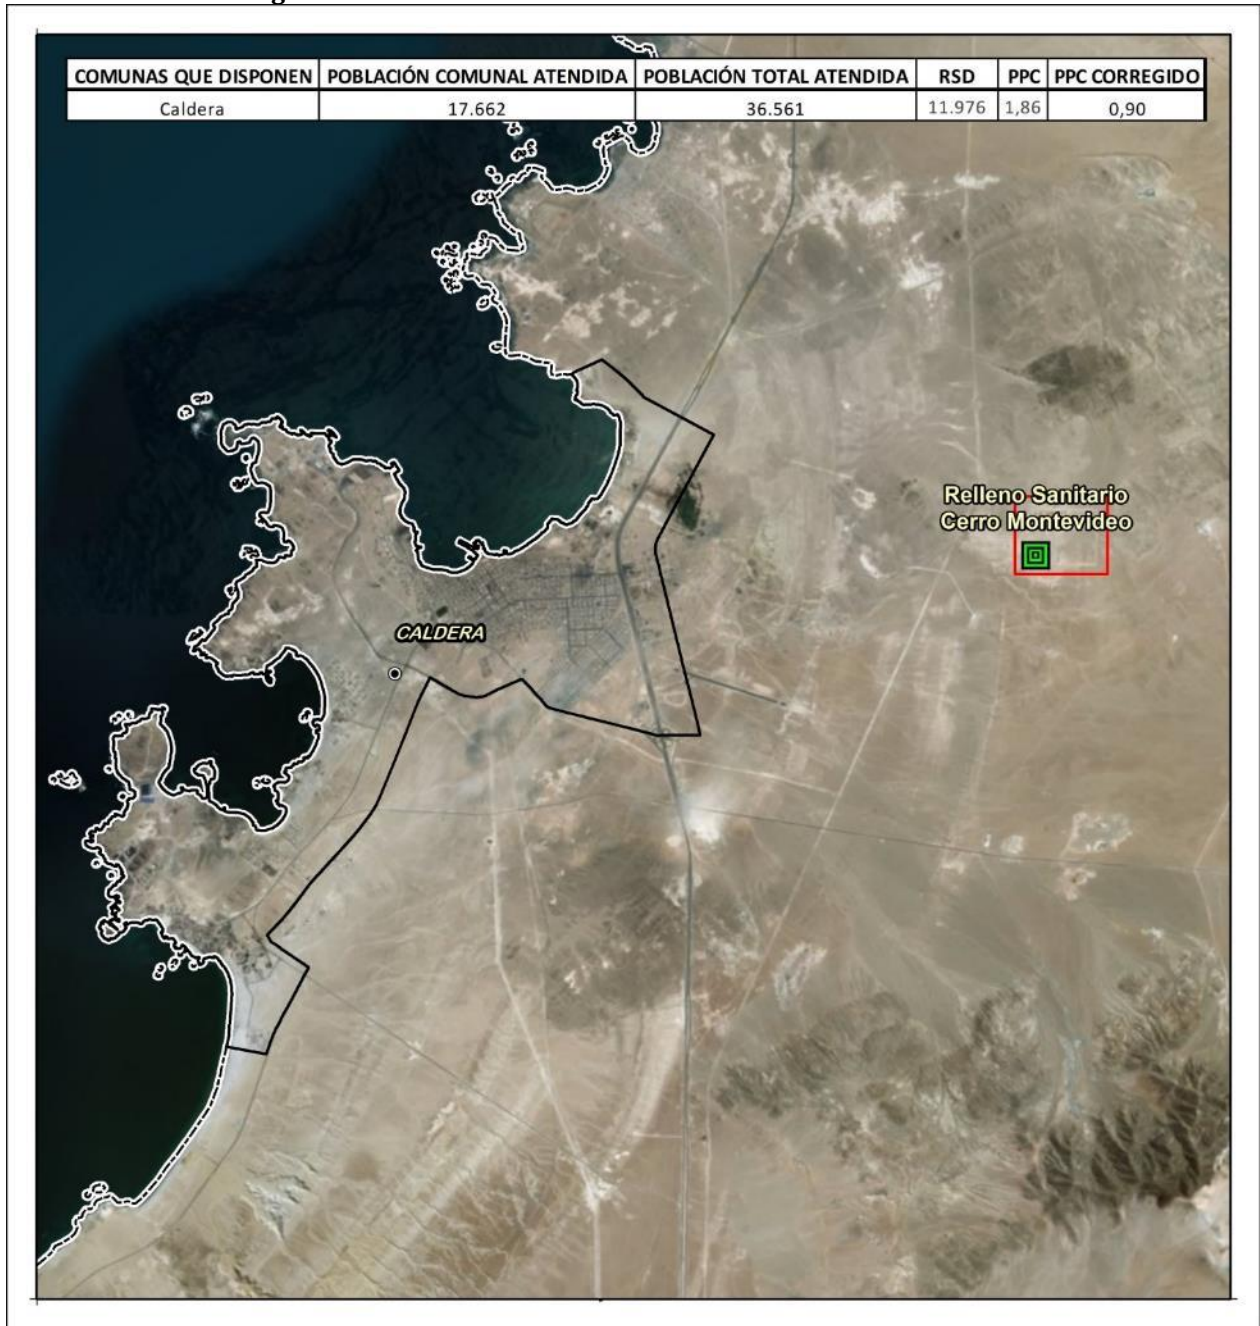 COMUNAS QUE DISPONEN POBLACIÓN COMUNAL ATENDIDA POBLACIÓN TOTAL ATENDIDA RSD PPC PPC CORREGIDO
Caldera 17.662 36.561 11.976 1,86 0,90
Relleno Sanitario
Cerro Montevideo
CALDERA